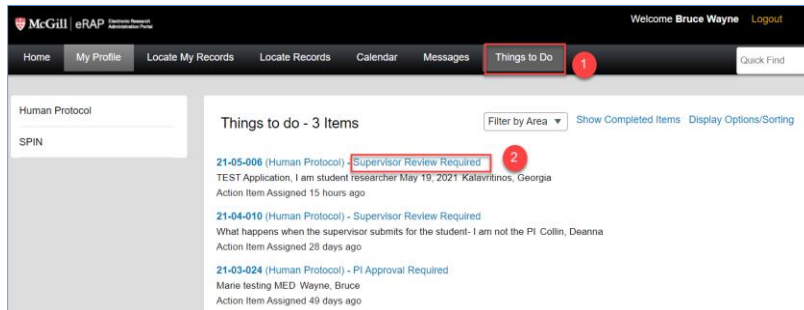 McGill eRAP Electronic Research Administration Portal
Welcome Bruce Wayne Logout
Home My Profile Locate My Records Locate Records Calendar Messages Things to Do 1 Quick Find
Human Protocol
SPIN
Things to do - 3 Items Filter by Area Show Completed Items Display Options/Sorting
21-05-006 (Human Protocol) - Supervisor Review Required 2
TEST Application, I am student researcher May 19, 2021 Kalavritinos, Georgia
Action Item Assigned 15 hours ago
21-04-010 (Human Protocol) - Supervisor Review Required
What happens when the supervisor submits for the student- I am not the PI Collin, Deanna
Action Item Assigned 28 days ago
21-03-024 (Human Protocol) - PI Approval Required
Marie testing MED Wayne, Bruce
Action Item Assigned 49 days ago